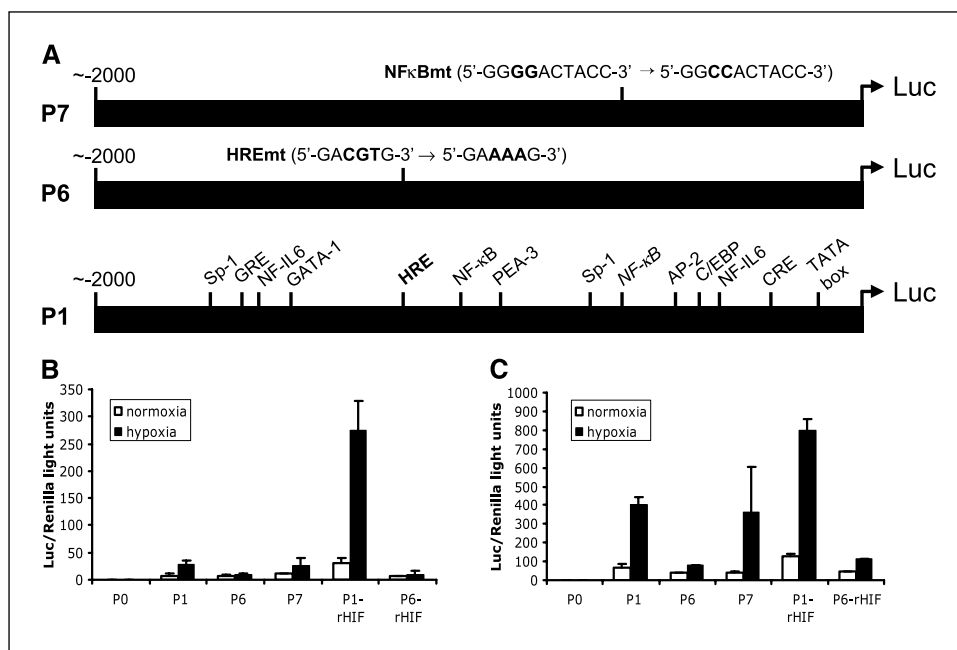 A
NFκBmt (5'-GGGGACTACC-3' → 5'-GGCCACTACC-3')
~-2000
Luc
P7
HREmt (5'-GACGTG-3' → 5'-GAAAAG-3')
~-2000
Luc
P6
Sp-1 GRE NF-IL6 GATA-1 HRE NF-κB PEA-3 Sp-1 NF-κB AP-2 C/EBP NF-IL6 CRE TATA box
~-2000
Luc
P1
B
Luc/Renilla light units
350
300
250
200
150
100
50
0
normoxia
hypoxia
P0 P1 P6 P7 P1-rHIF P6-rHIF
C
Luc/Renilla light units
1000
900
800
700
600
500
400
300
200
100
0
normoxia
hypoxia
P0 P1 P6 P7 P1-rHIF P6-rHIF